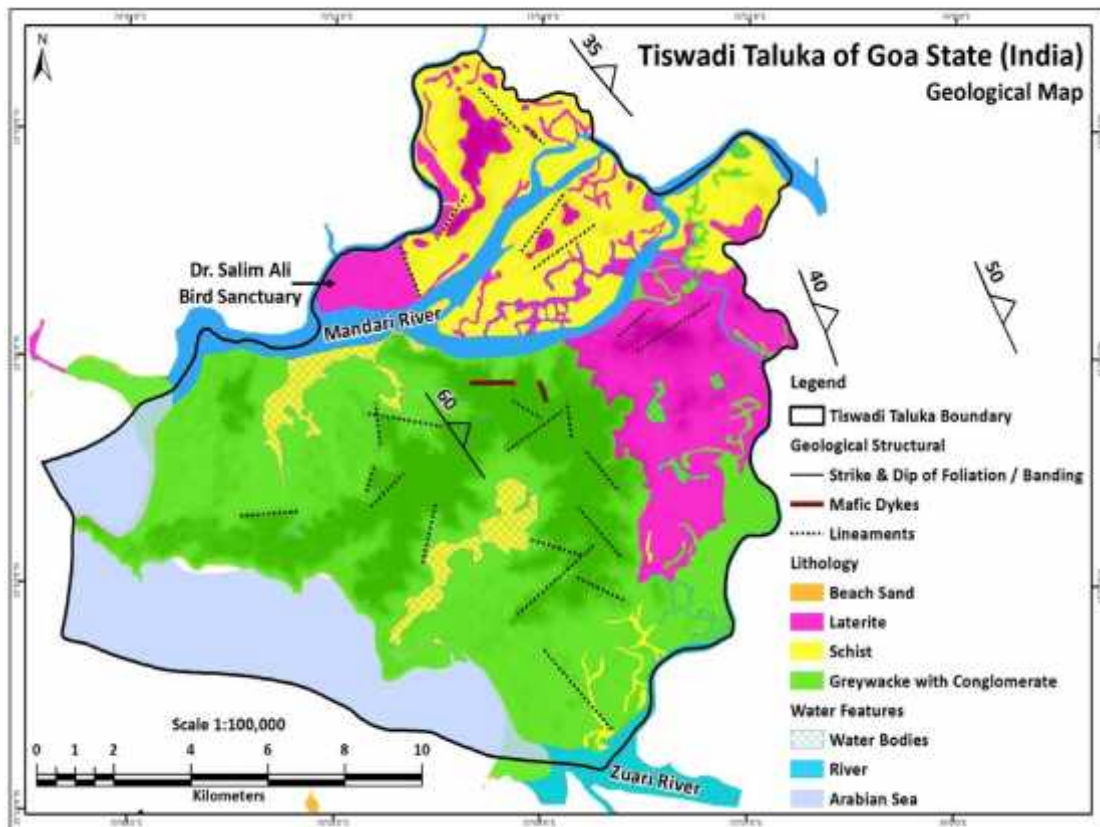 Tiswadi Taluka of Goa State (India)
Geological Map
N
35
Dr. Salim Ali
Bird Sanctuary
Mandari River
40
50
60
Legend
Tiswadi Taluka Boundary
Geological Structural
Strike & Dip of Foliation / Banding
Mafic Dykes
Lineaments
Lithology
Beach Sand
Laterite
Schist
Greywacke with Conglomerate
Water Features
Water Bodies
River
Arabian Sea
Scale 1:100,000
0 1 2 4 6 8 10
Kilometers
Zuari River